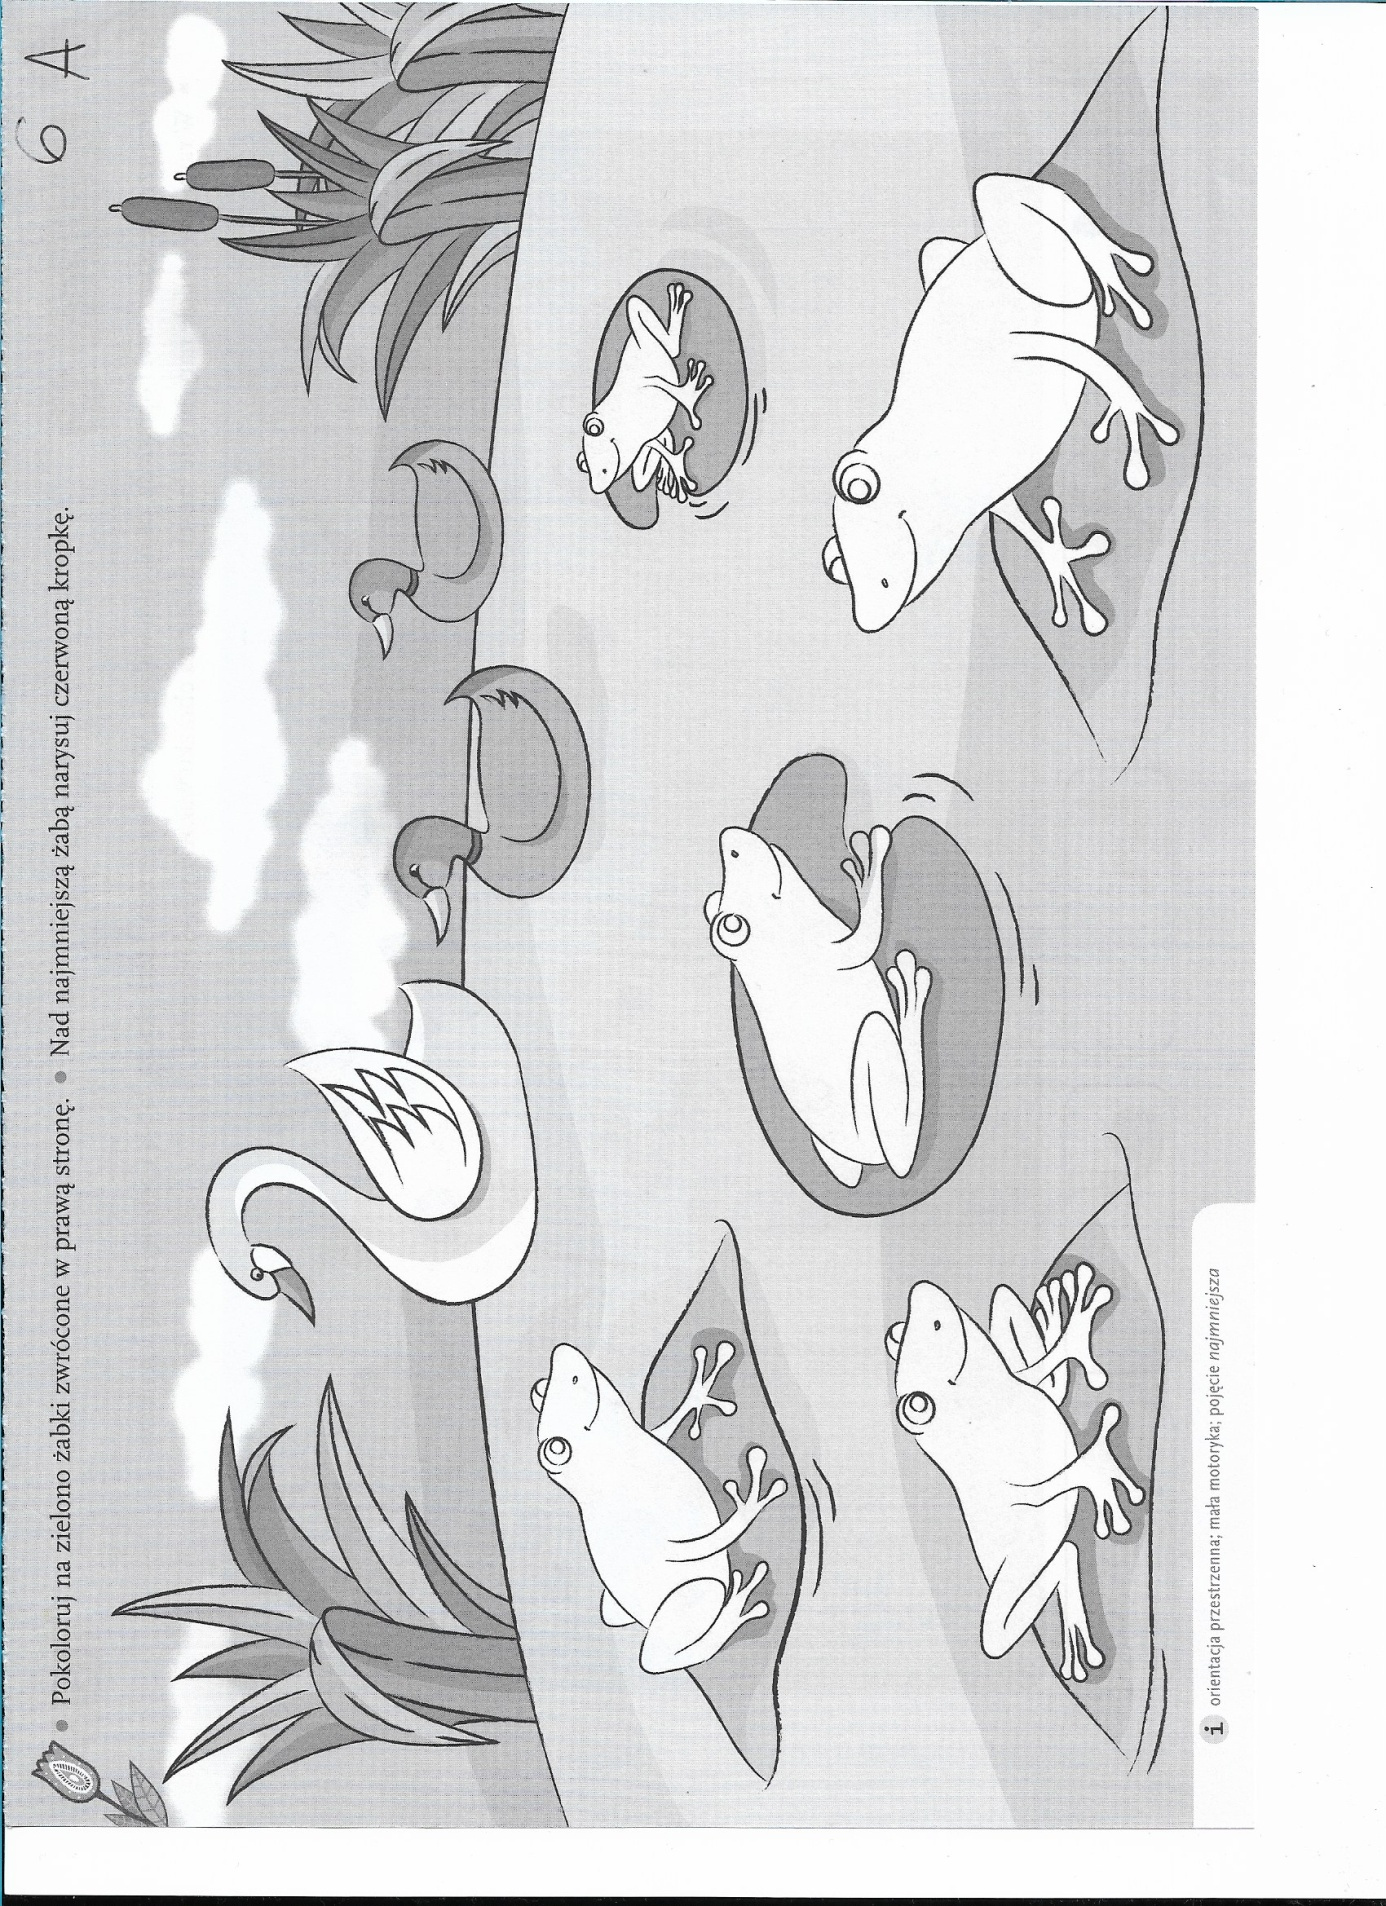 6 A
• Pokoloruj na zielono żabki zwrócone w prawą stronę. • Nad najmniejszą żabą narysuj czerwoną kropkę.
i orientacja przestrzenna; mała motoryka; pojęcie najmniejsza